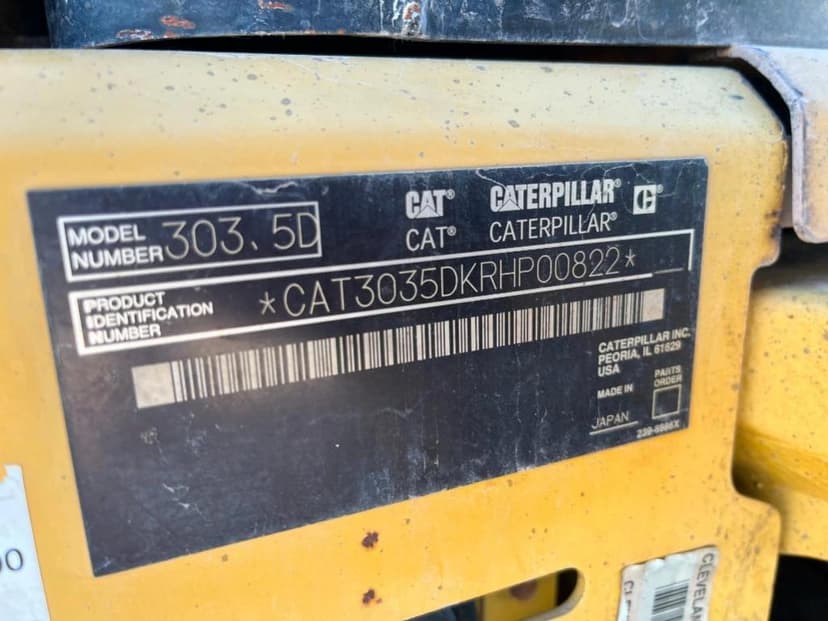 CAT® CATERPILLAR®
CAT® CATERPILLAR®
MODEL NUMBER 303.5D
PRODUCT IDENTIFICATION NUMBER *CAT3035DKRHP00822*
CATERPILLAR INC.
PEORIA, IL 61629
USA
MADE IN
JAPAN
PARTS
ORDER
CLEVELAN